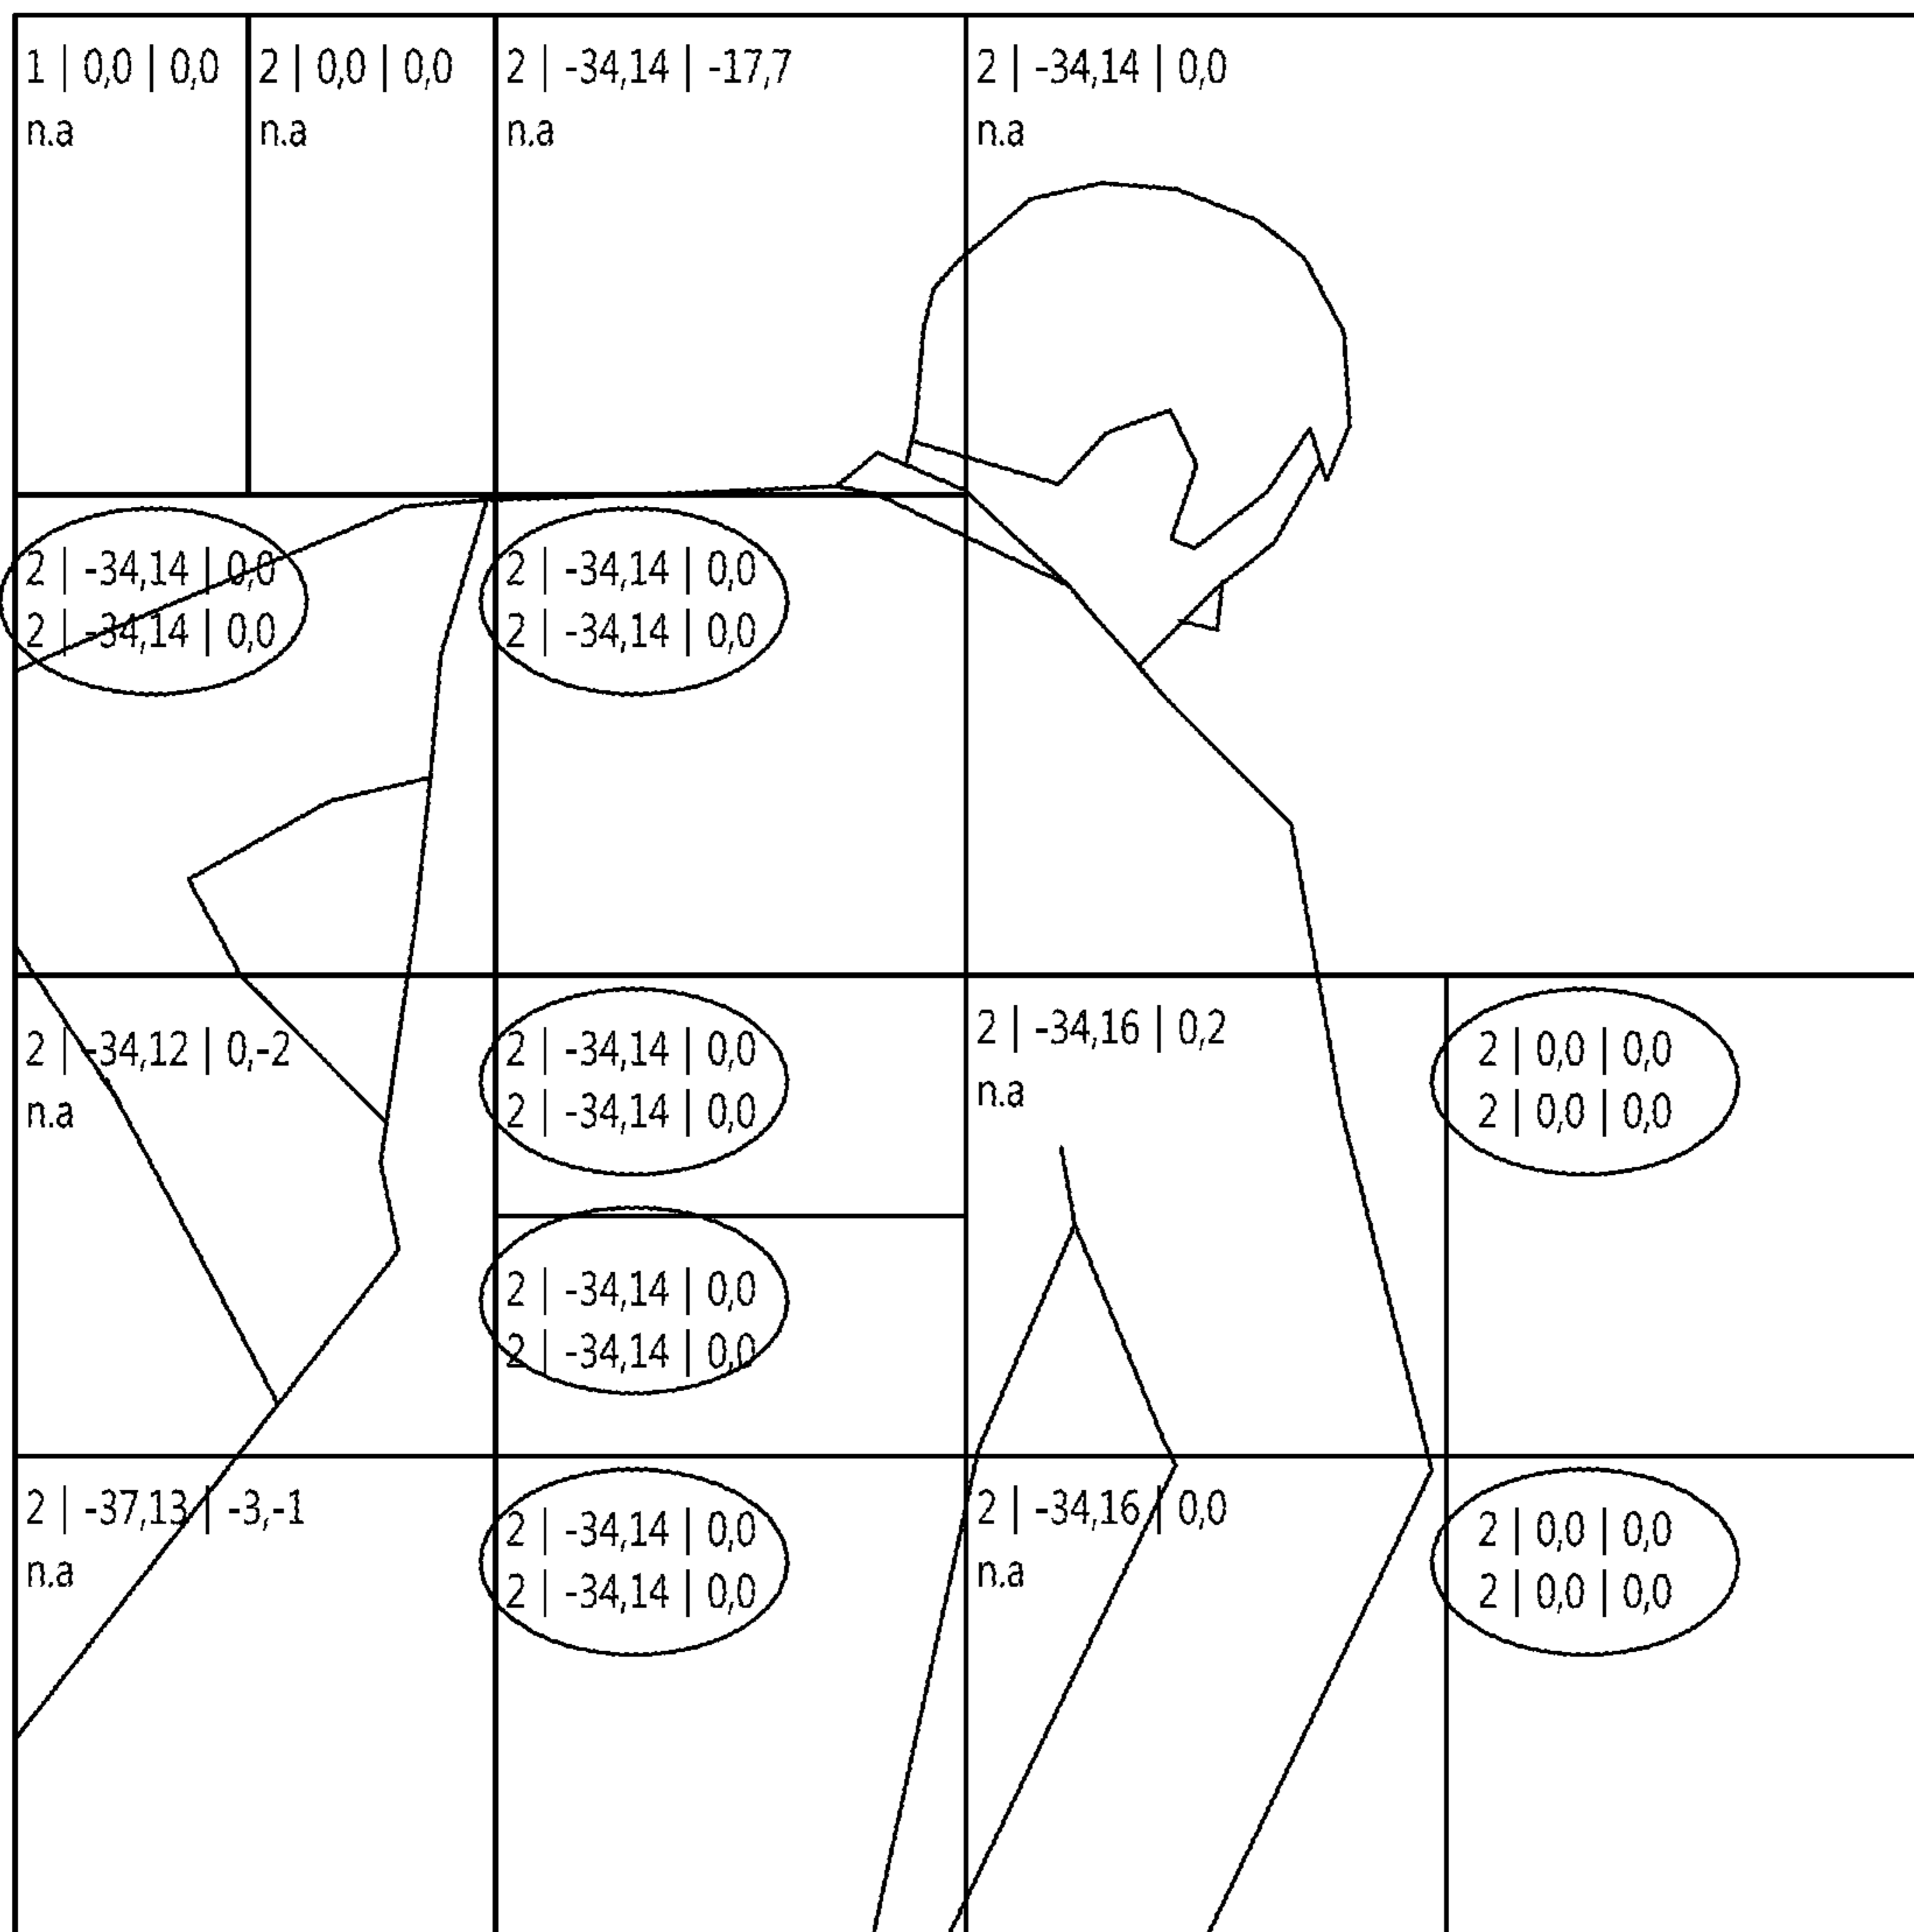 1 | 0,0 | 0,0
n.a
2 | 0,0 | 0,0
n.a
2 | -34,14 | -17,7
n.a
2 | -34,14 | 0,0
n.a
2 | -34,14 | 0,0
2 | -34,14 | 0,0
2 | -34,14 | 0,0
2 | -34,14 | 0,0
2 | -34,12 | 0,-2
n.a
2 | -34,14 | 0,0
2 | -34,14 | 0,0
2 | -34,16 | 0,2
n.a
2 | 0,0 | 0,0
2 | 0,0 | 0,0
2 | -34,14 | 0,0
2 | -34,14 | 0,0
2 | -37,13 | -3,-1
n.a
2 | -34,14 | 0,0
2 | -34,14 | 0,0
2 | -34,16 | 0,0
n.a
2 | 0,0 | 0,0
2 | 0,0 | 0,0